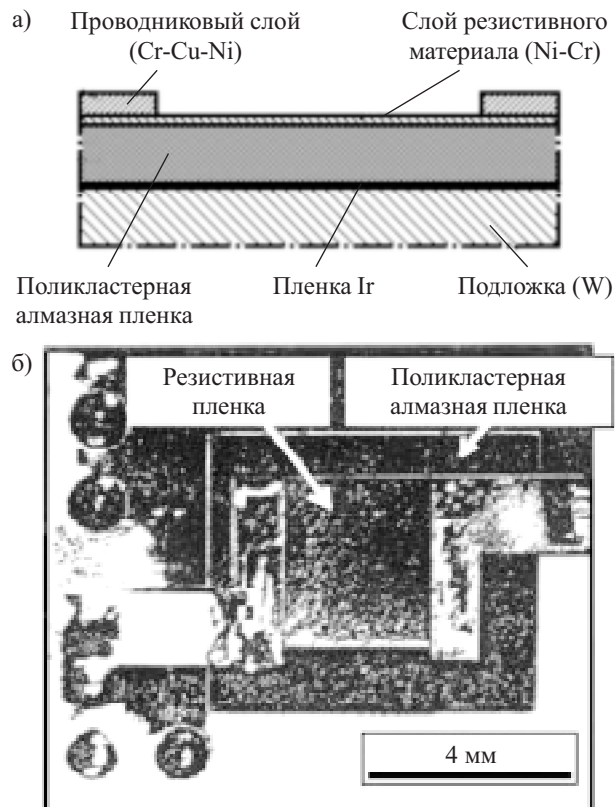 а)
Проводниковый слой
(Cr-Cu-Ni)
Слой резистивного
материала (Ni-Cr)
Поликластерная
алмазная пленка
Пленка Ir
Подложка (W)
б)
Резистивная
пленка
Поликластерная
алмазная пленка
4 мм